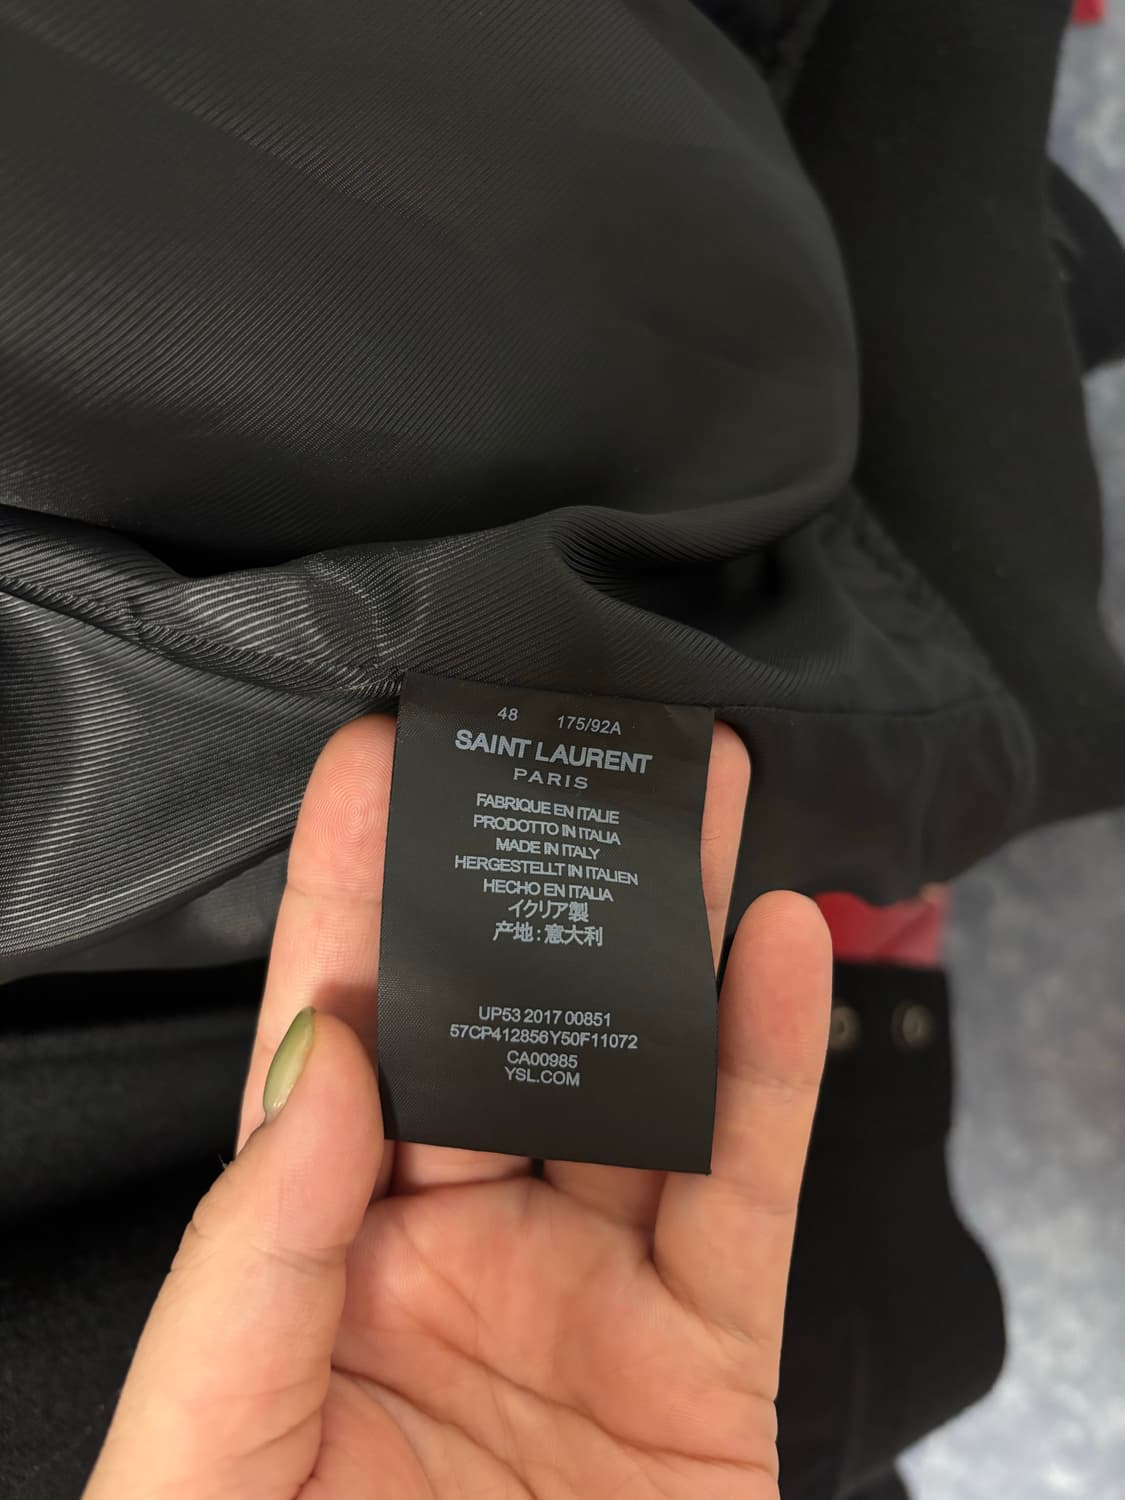 48 175/92A
SAINT LAURENT
PARIS
FABRIQUE EN ITALIE
PRODOTTO IN ITALIA
MADE IN ITALY
HERGESTELLT IN ITALIEN
HECHO EN ITALIA
イクリア製
产地:意大利
UP53 2017 00851
57CP412856Y50F11072
CA00985
YSL.COM